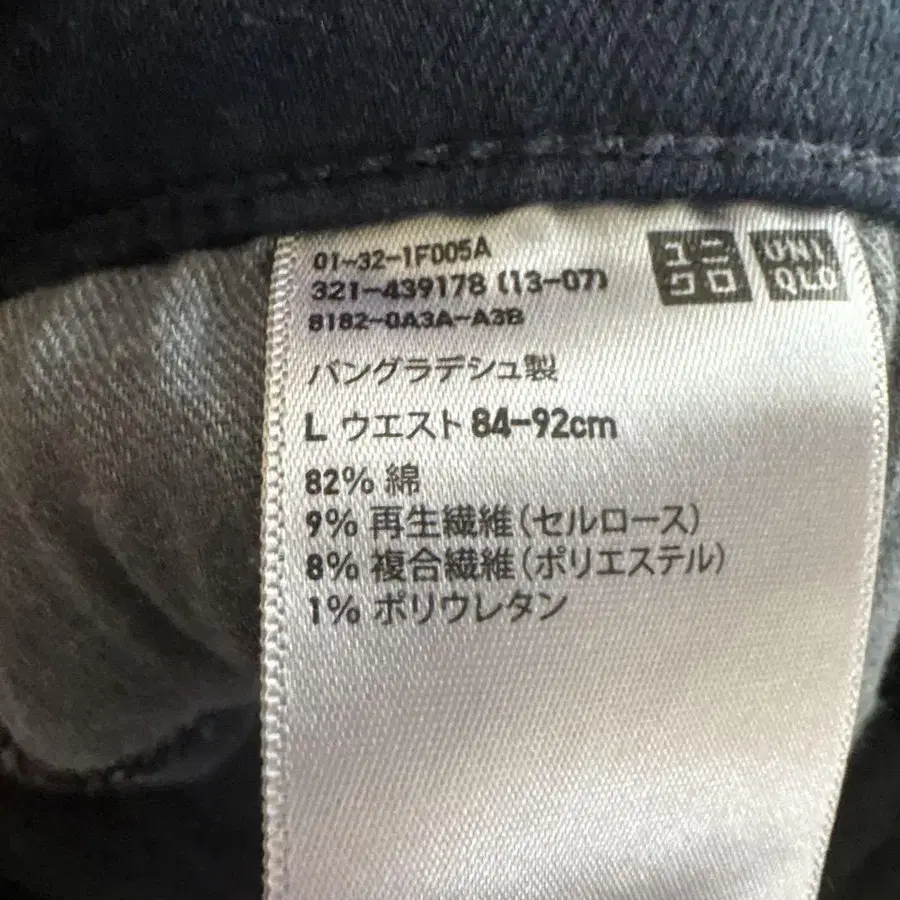 01-32-1F005A
321-439178 (13-07)
8182-0A3A-A3B
ユニ
クロ
UNI
QLO
バングラデシュ製
L ウエスト 84-92cm
82% 綿
9% 再生繊維(セルロース)
8% 複合繊維(ポリエステル)
1% ポリウレタン